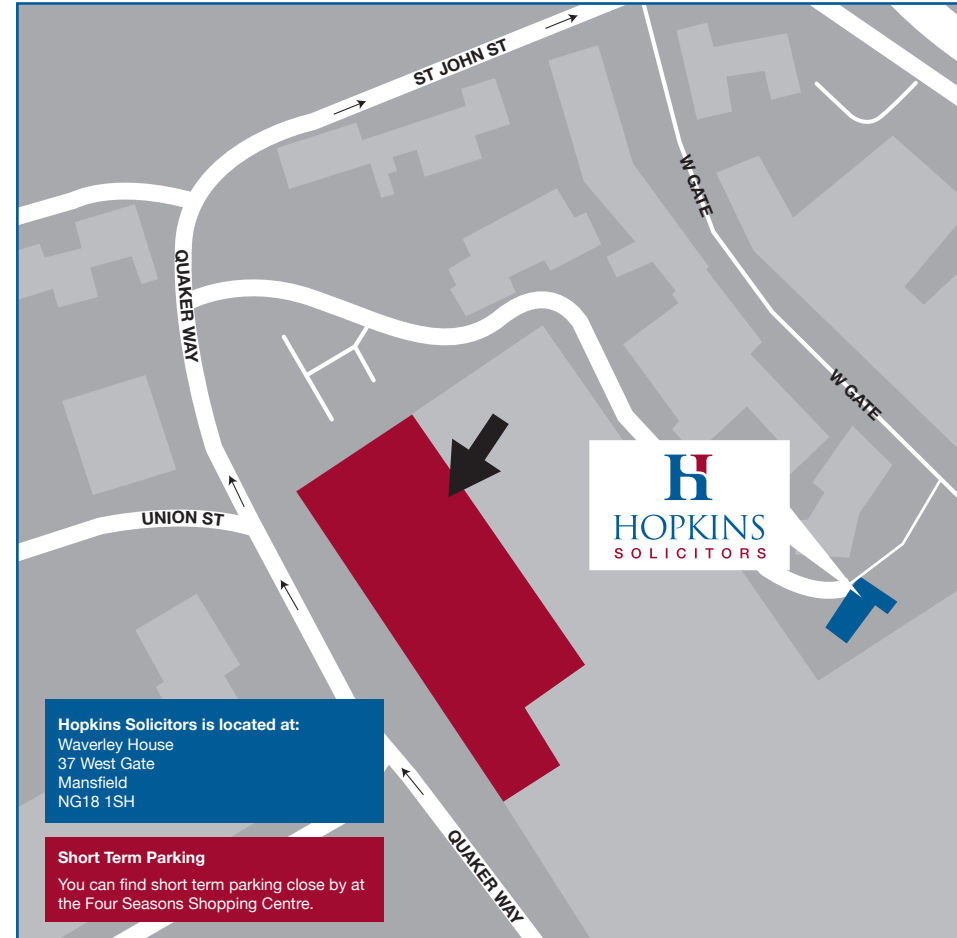 ST JOHN ST
W GATE
QUAKER WAY
W GATE
H
HOPKINS
SOLICITORS
UNION ST
Hopkins Solicitors is located at:
Waverley House
37 West Gate
Mansfield
NG18 1SH
Short Term Parking
You can find short term parking close by at
the Four Seasons Shopping Centre.
QUAKER WAY